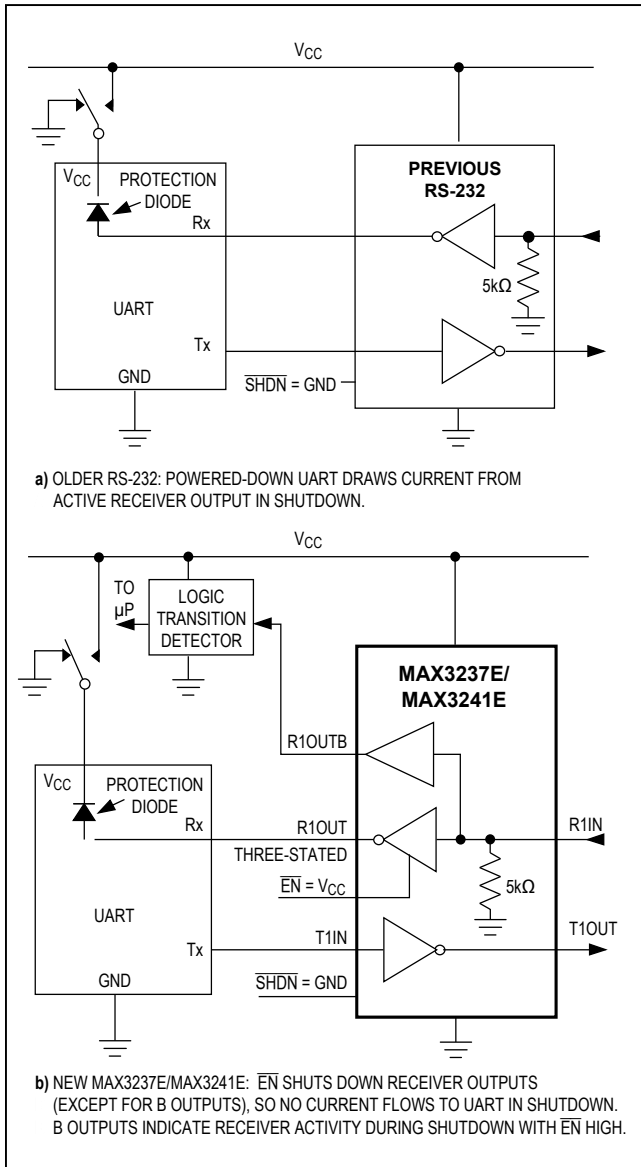 VCC
VCC
PROTECTION
DIODE
Rx
UART
Tx
GND
PREVIOUS
RS-232
5kΩ
SHDN = GND
a) OLDER RS-232: POWERED-DOWN UART DRAWS CURRENT FROM
ACTIVE RECEIVER OUTPUT IN SHUTDOWN.
VCC
TO
µP
LOGIC
TRANSITION
DETECTOR
MAX3237E/
MAX3241E
R1OUTB
VCC
PROTECTION
DIODE
Rx
R1OUT
R1IN
THREE-STATED
5kΩ
EN = VCC
UART
Tx
T1IN
T1OUT
GND
SHDN = GND
b) NEW MAX3237E/MAX3241E: EN SHUTS DOWN RECEIVER OUTPUTS
(EXCEPT FOR B OUTPUTS), SO NO CURRENT FLOWS TO UART IN SHUTDOWN.
B OUTPUTS INDICATE RECEIVER ACTIVITY DURING SHUTDOWN WITH EN HIGH.